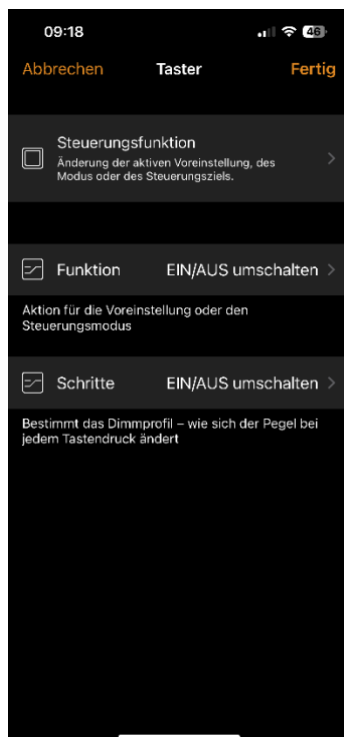 09:18
46
Abbrechen Taster Fertig
Steuerungsfunktion
Änderung der aktiven Voreinstellung, des
Modus oder des Steuerungsziels.
Funktion EIN/AUS umschalten
Aktion für die Voreinstellung oder den
Steuerungsmodus
Schritte EIN/AUS umschalten
Bestimmt das Dimmprofil – wie sich der Pegel bei
jedem Tastendruck ändert